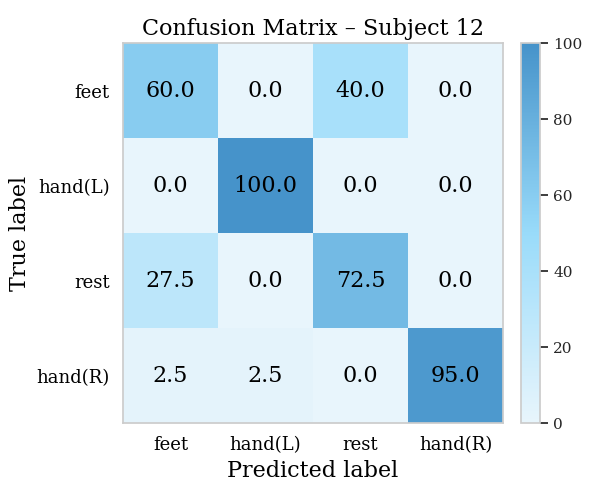 Confusion Matrix – Subject 12
True label
feet 60.0 0.0 40.0 0.0
hand(L) 0.0 100.0 0.0 0.0
rest 27.5 0.0 72.5 0.0
hand(R) 2.5 2.5 0.0 95.0
feet hand(L) rest hand(R)
Predicted label
100
80
60
40
20
0